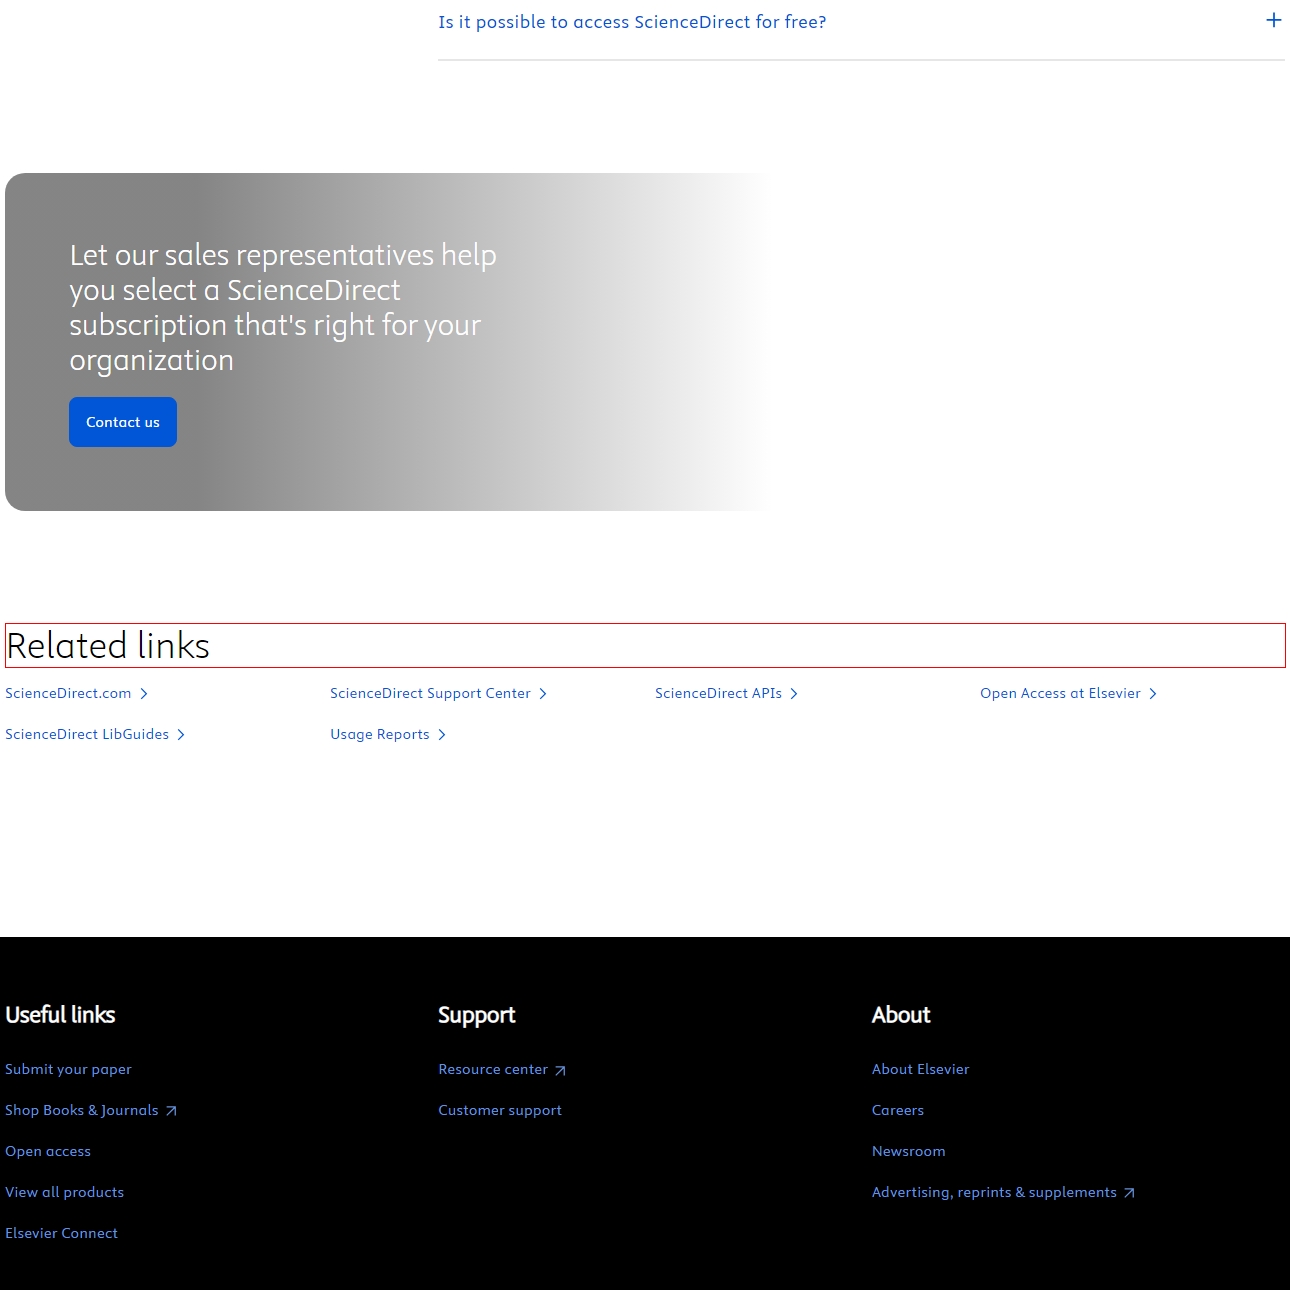 Is it possible to access ScienceDirect for free?
Let our sales representatives help
you select a ScienceDirect
subscription that's right for your
organization
Contact us
Related links
ScienceDirect.com
ScienceDirect Support Center
ScienceDirect APIs
Open Access at Elsevier
ScienceDirect LibGuides
Usage Reports
Useful links
Submit your paper
Shop Books & Journals
Open access
View all products
Elsevier Connect
Support
Resource center
Customer support
About
About Elsevier
Careers
Newsroom
Advertising, reprints & supplements